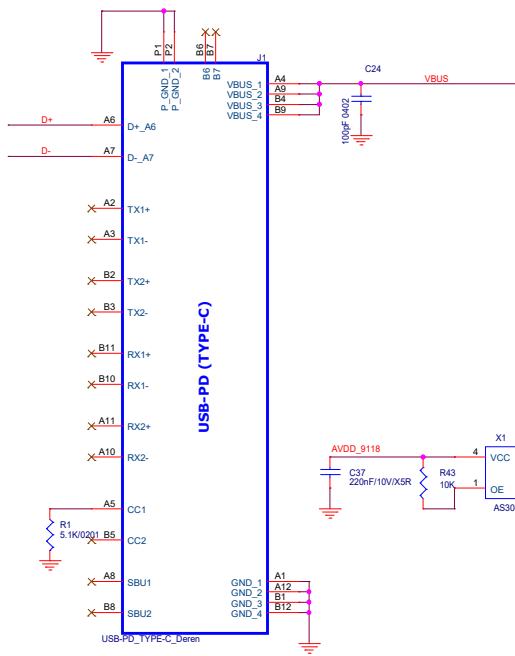 P1
P2
B6
B7
J1
P_GND_1
P_GND_2
B6
B7
C24
VBUS_1 A4
VBUS_2 A9
VBUS_3 B4
VBUS_4 B9
VBUS
100pF 0402
D+ A6 D+_A6
D- A7 D-_A7
A2 TX1+
A3 TX1-
B2 TX2+
B3 TX2-
B11 RX1+
B10 RX1-
A11 RX2+
A10 RX2-
USB-PD (TYPE-C)
A5 CC1
R1
5.1K/0201
B5 CC2
A8 SBU1
B8 SBU2
GND_1 A1
GND_2 A12
GND_3 B1
GND_4 B12
USB-PD_TYPE-C_Deren
AVDD_9118
C37
220nF/10V/X5R
R43
10K
X1
4 VCC
1 OE
AS30